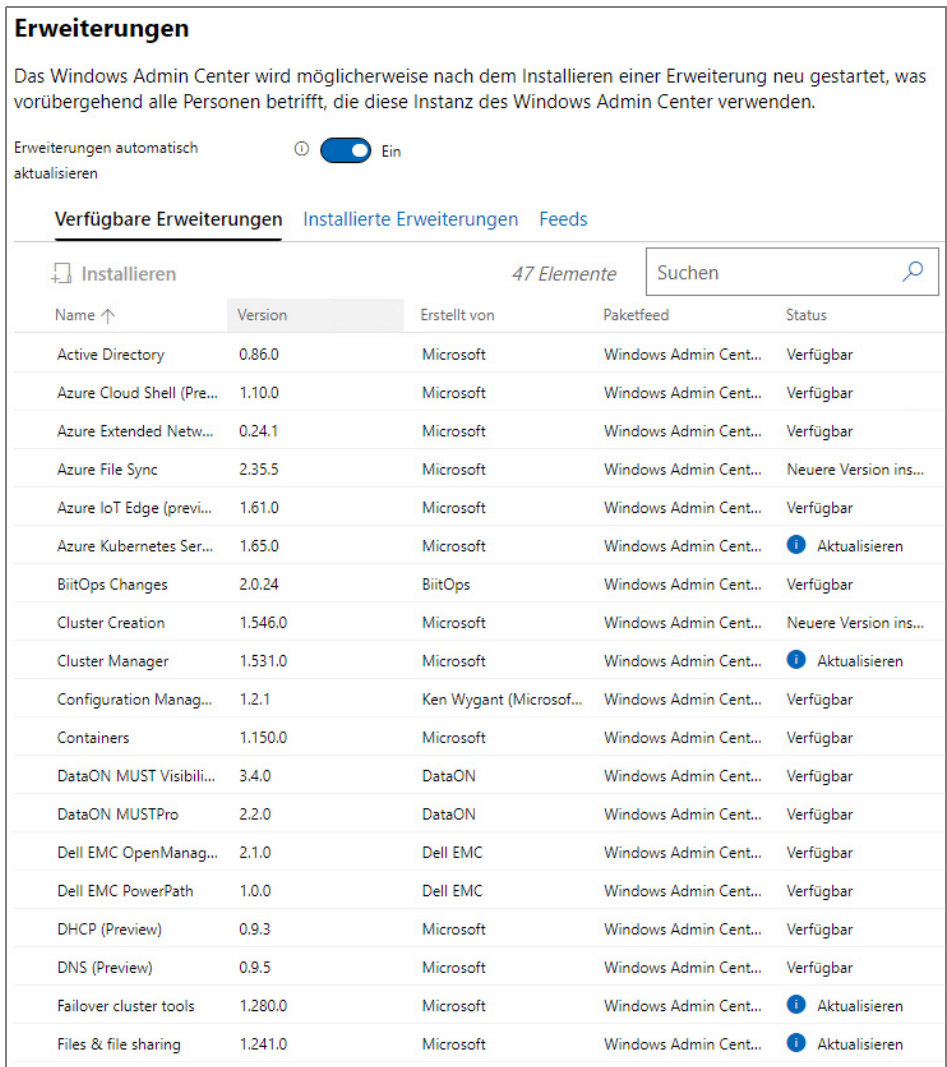 Erweiterungen
Das Windows Admin Center wird möglicherweise nach dem Installieren einer Erweiterung neu gestartet, was
vorübergehend alle Personen betrifft, die diese Instanz des Windows Admin Center verwenden.
Erweiterungen automatisch
aktualisieren
Ein
Verfügbare Erweiterungen Installierte Erweiterungen Feeds
Installieren 47 Elemente Suchen
Name Version Erstellt von Paketfeed Status
Active Directory 0.86.0 Microsoft Windows Admin Cent... Verfügbar
Azure Cloud Shell (Pre... 1.10.0 Microsoft Windows Admin Cent... Verfügbar
Azure Extended Netw... 0.24.1 Microsoft Windows Admin Cent... Verfügbar
Azure File Sync 2.35.5 Microsoft Windows Admin Cent... Neuere Version ins...
Azure IoT Edge (previ... 1.61.0 Microsoft Windows Admin Cent... Verfügbar
Azure Kubernetes Ser... 1.65.0 Microsoft Windows Admin Cent... Aktualisieren
BiitOps Changes 2.0.24 BiitOps Windows Admin Cent... Verfügbar
Cluster Creation 1.546.0 Microsoft Windows Admin Cent... Neuere Version ins...
Cluster Manager 1.531.0 Microsoft Windows Admin Cent... Aktualisieren
Configuration Manag... 1.2.1 Ken Wygant (Microsof... Windows Admin Cent... Verfügbar
Containers 1.150.0 Microsoft Windows Admin Cent... Verfügbar
DataON MUST Visibili... 3.4.0 DataON Windows Admin Cent... Verfügbar
DataON MUSTPro 2.2.0 DataON Windows Admin Cent... Verfügbar
Dell EMC OpenManag... 2.1.0 Dell EMC Windows Admin Cent... Verfügbar
Dell EMC PowerPath 1.0.0 Dell EMC Windows Admin Cent... Verfügbar
DHCP (Preview) 0.9.3 Microsoft Windows Admin Cent... Verfügbar
DNS (Preview) 0.9.5 Microsoft Windows Admin Cent... Verfügbar
Failover cluster tools 1.280.0 Microsoft Windows Admin Cent... Aktualisieren
Files & file sharing 1.241.0 Microsoft Windows Admin Cent... Aktualisieren